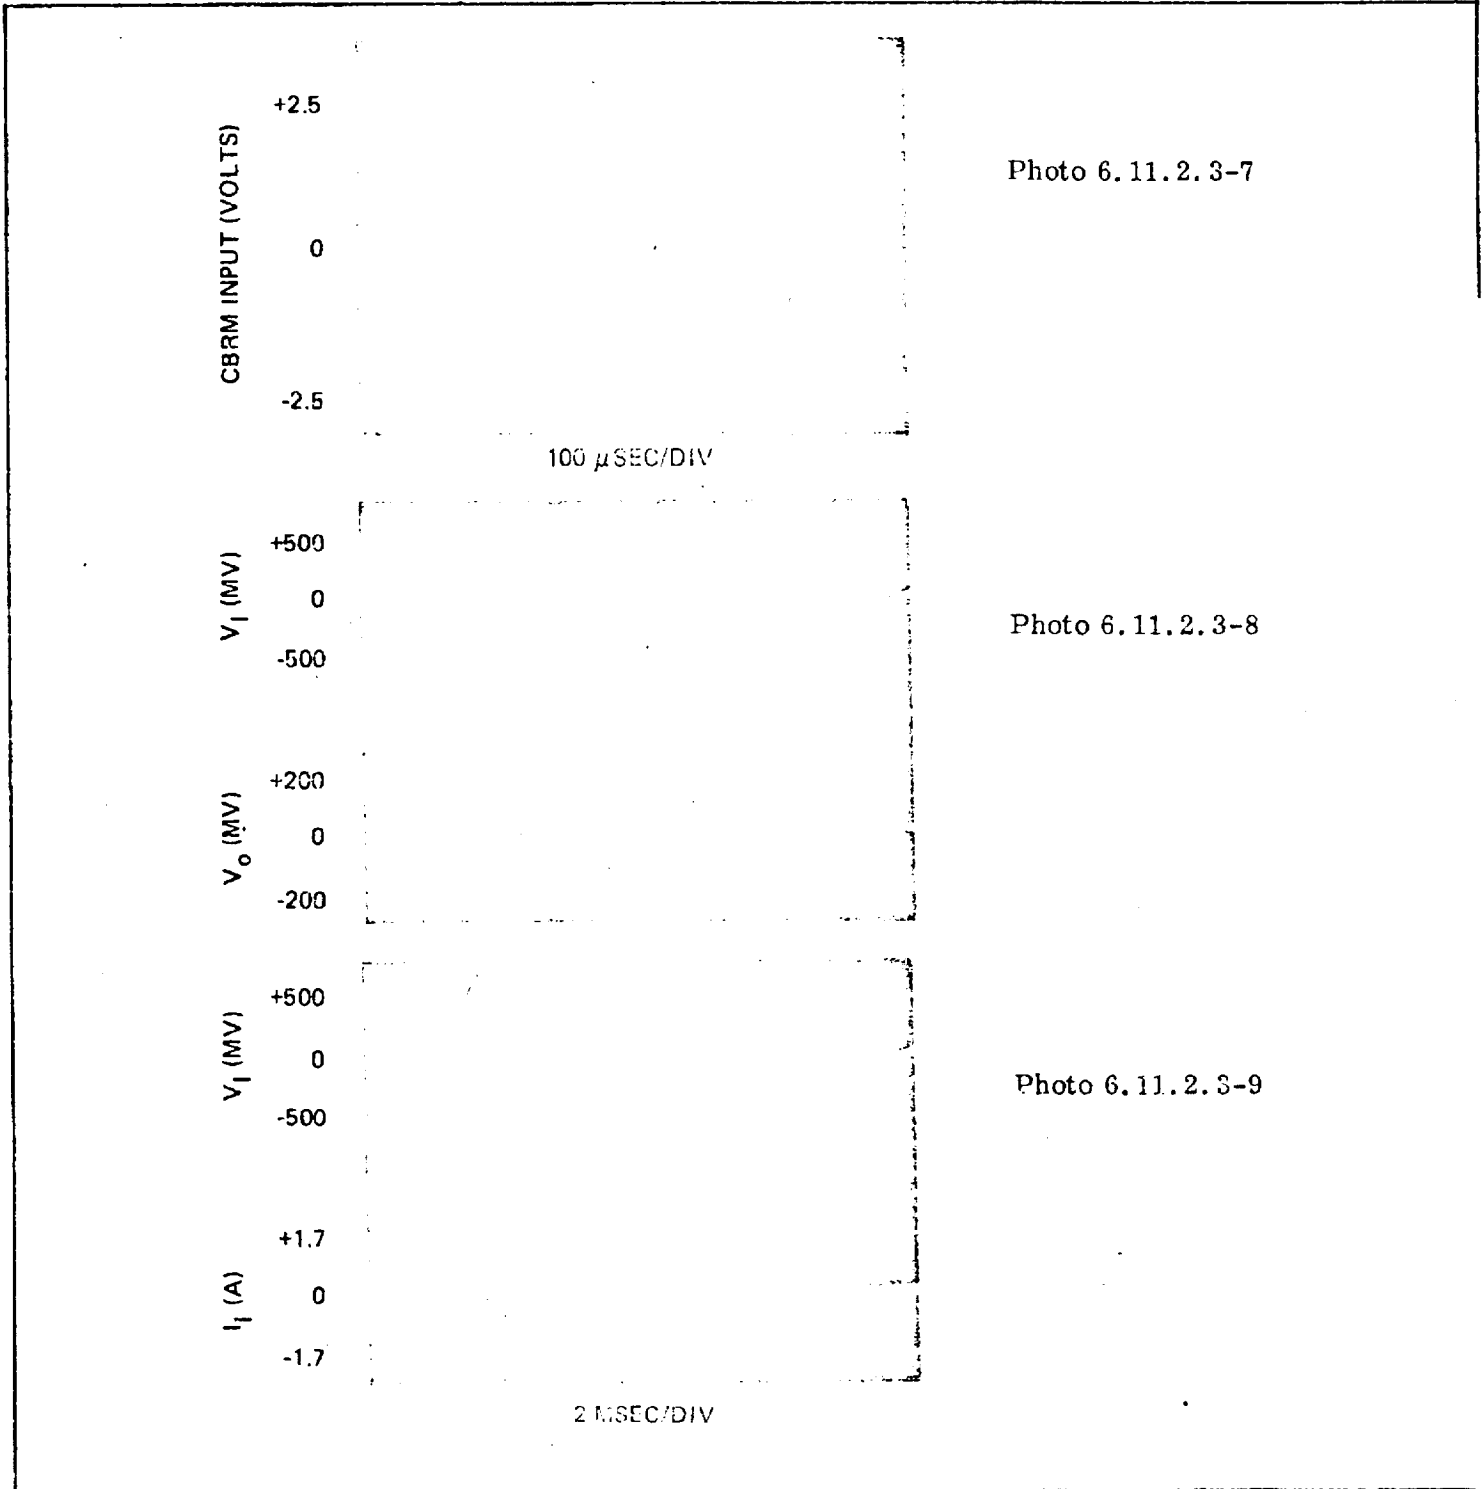 CBRM INPUT (VOLTS)
+2.5
0
-2.5
100 µSEC/DIV
Photo 6.11.2.3-7
V_I (MV)
+500
0
-500
V_o (MV)
+200
0
-200
Photo 6.11.2.3-8
V_I (MV)
+500
0
-500
I_I (A)
+1.7
0
-1.7
2 MSEC/DIV
Photo 6.11.2.3-9